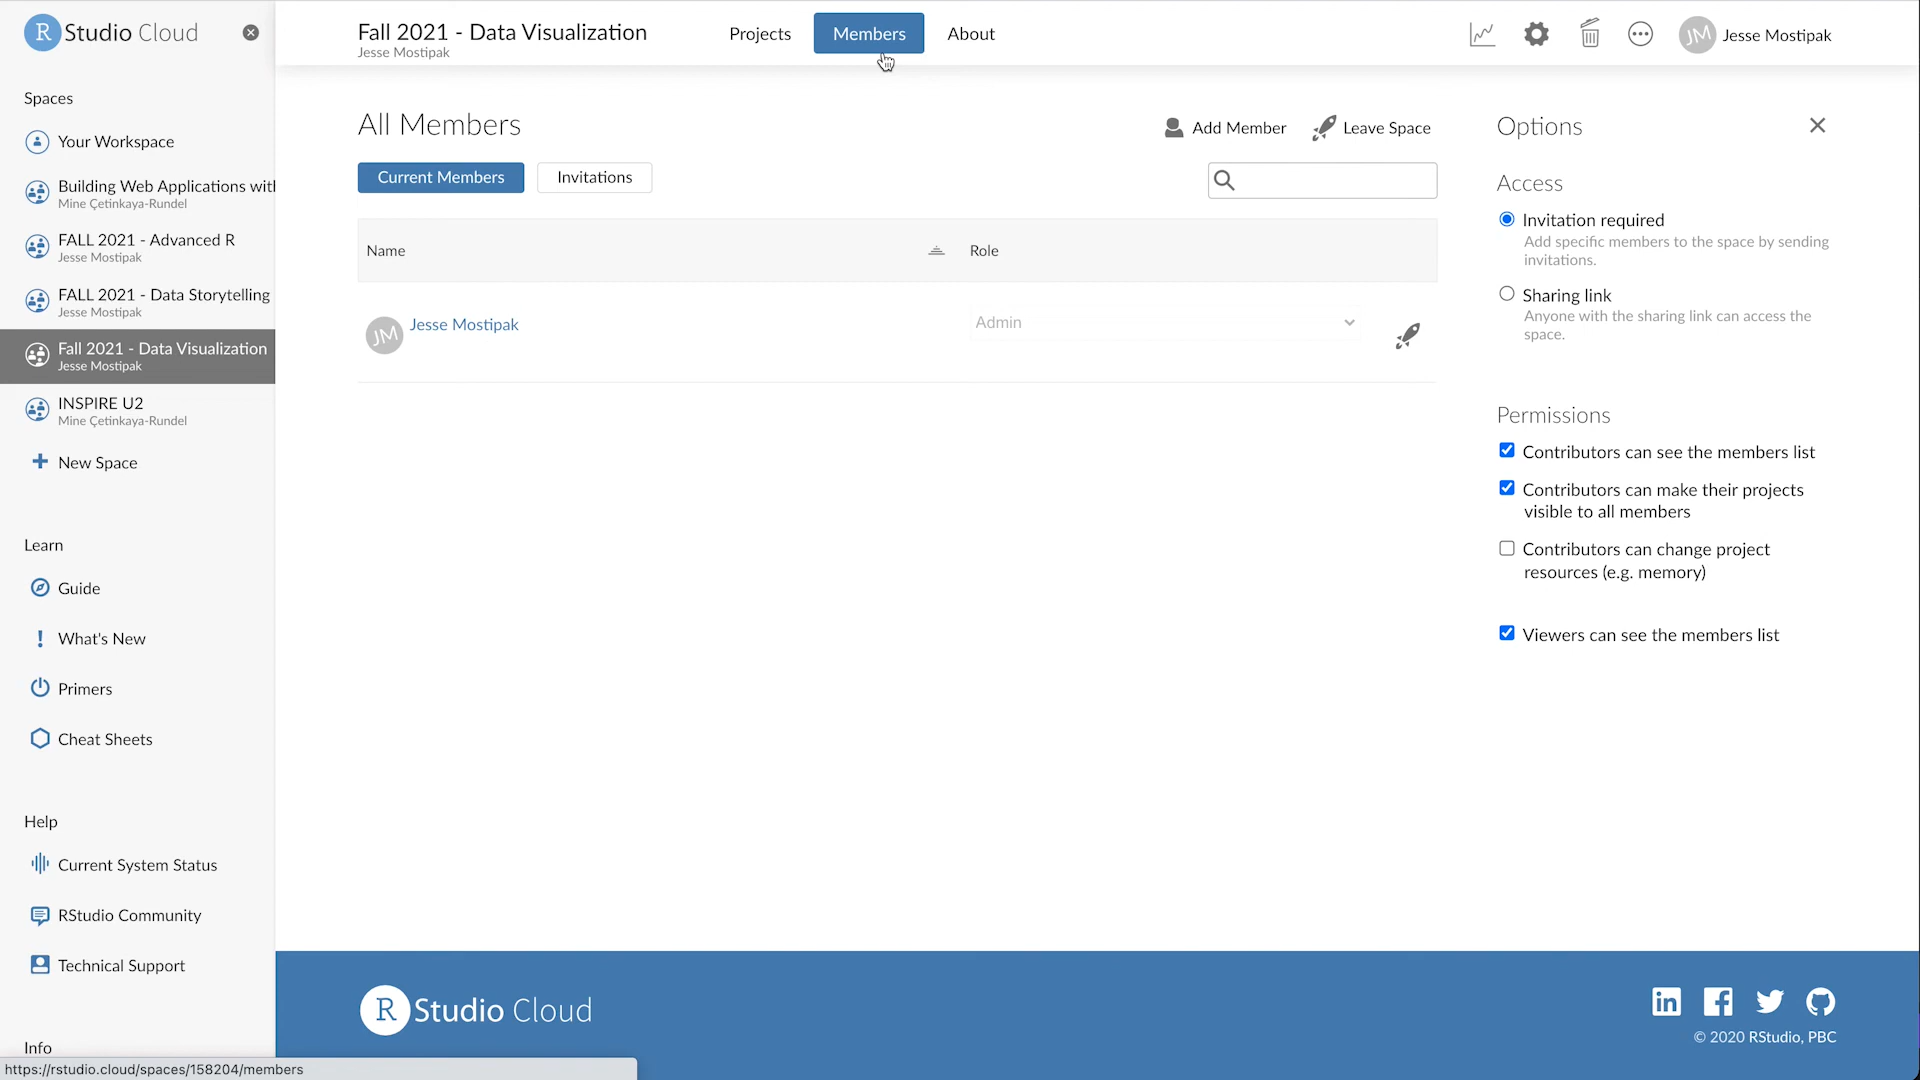 RStudio Cloud
Spaces
Your Workspace
Building Web Applications wit
Mine Çetinkaya-Rundel
FALL 2021 - Advanced R
Jesse Mostipak
FALL 2021 - Data Storytelling
Jesse Mostipak
Fall 2021 - Data Visualization
Jesse Mostipak
INSPIRE U2
Mine Çetinkaya-Rundel
New Space
Learn
Guide
What's New
Primers
Cheat Sheets
Help
Current System Status
RStudio Community
Technical Support
Info
https://rstudio.cloud/spaces/158204/members
Fall 2021 - Data Visualization
Jesse Mostipak
Projects
Members
About
JM
Jesse Mostipak
All Members
Add Member
Leave Space
Current Members
Invitations
Name
Role
JM
Jesse Mostipak
Admin
Options
Access
Invitation required
Add specific members to the space by sending
invitations.
Sharing link
Anyone with the sharing link can access the
space.
Permissions
Contributors can see the members list
Contributors can make their projects
visible to all members
Contributors can change project
resources (e.g. memory)
Viewers can see the members list
RStudio Cloud
© 2020 RStudio, PBC